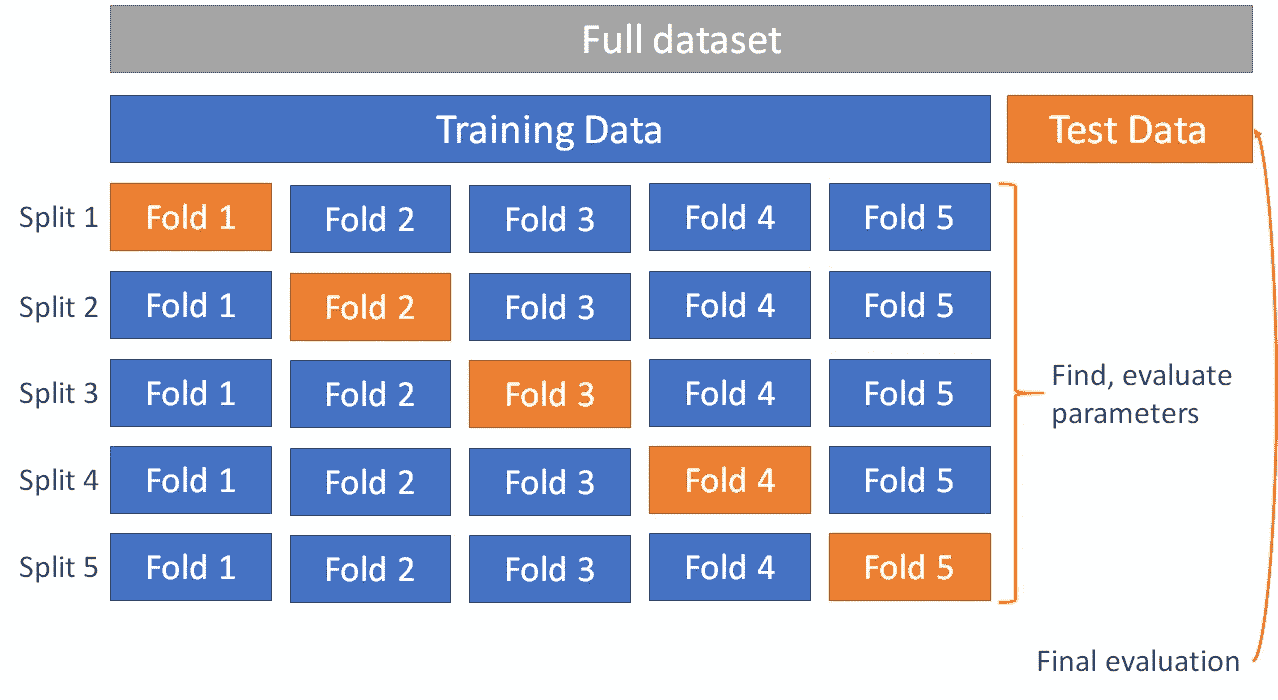 Full dataset
Training Data
Test Data
Split 1
Fold 1
Fold 2
Fold 3
Fold 4
Fold 5
Split 2
Fold 1
Fold 2
Fold 3
Fold 4
Fold 5
Split 3
Fold 1
Fold 2
Fold 3
Fold 4
Fold 5
Split 4
Fold 1
Fold 2
Fold 3
Fold 4
Fold 5
Split 5
Fold 1
Fold 2
Fold 3
Fold 4
Fold 5
Find, evaluate
parameters
Final evaluation